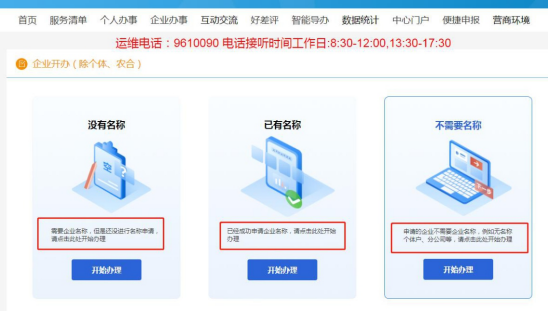 首页 服务清单 个人办事 企业办事 互动交流 好差评 智能导办 数据统计 中心门户 便捷申报 营商环境
运维电话：9610090 电话接听时间工作日:8:30-12:00,13:30-17:30
企业开办（除个体、农合）
没有名称
已有名称
不需要名称
需要企业名称，但是还没进行名称申请，
请点击此处开始办理
已经成功申请企业名称，请点击此处开始
办理
申请的企业不需要企业名称，例如无名称
个体户、分公司等，请点击此处开始办理
开始办理
开始办理
开始办理